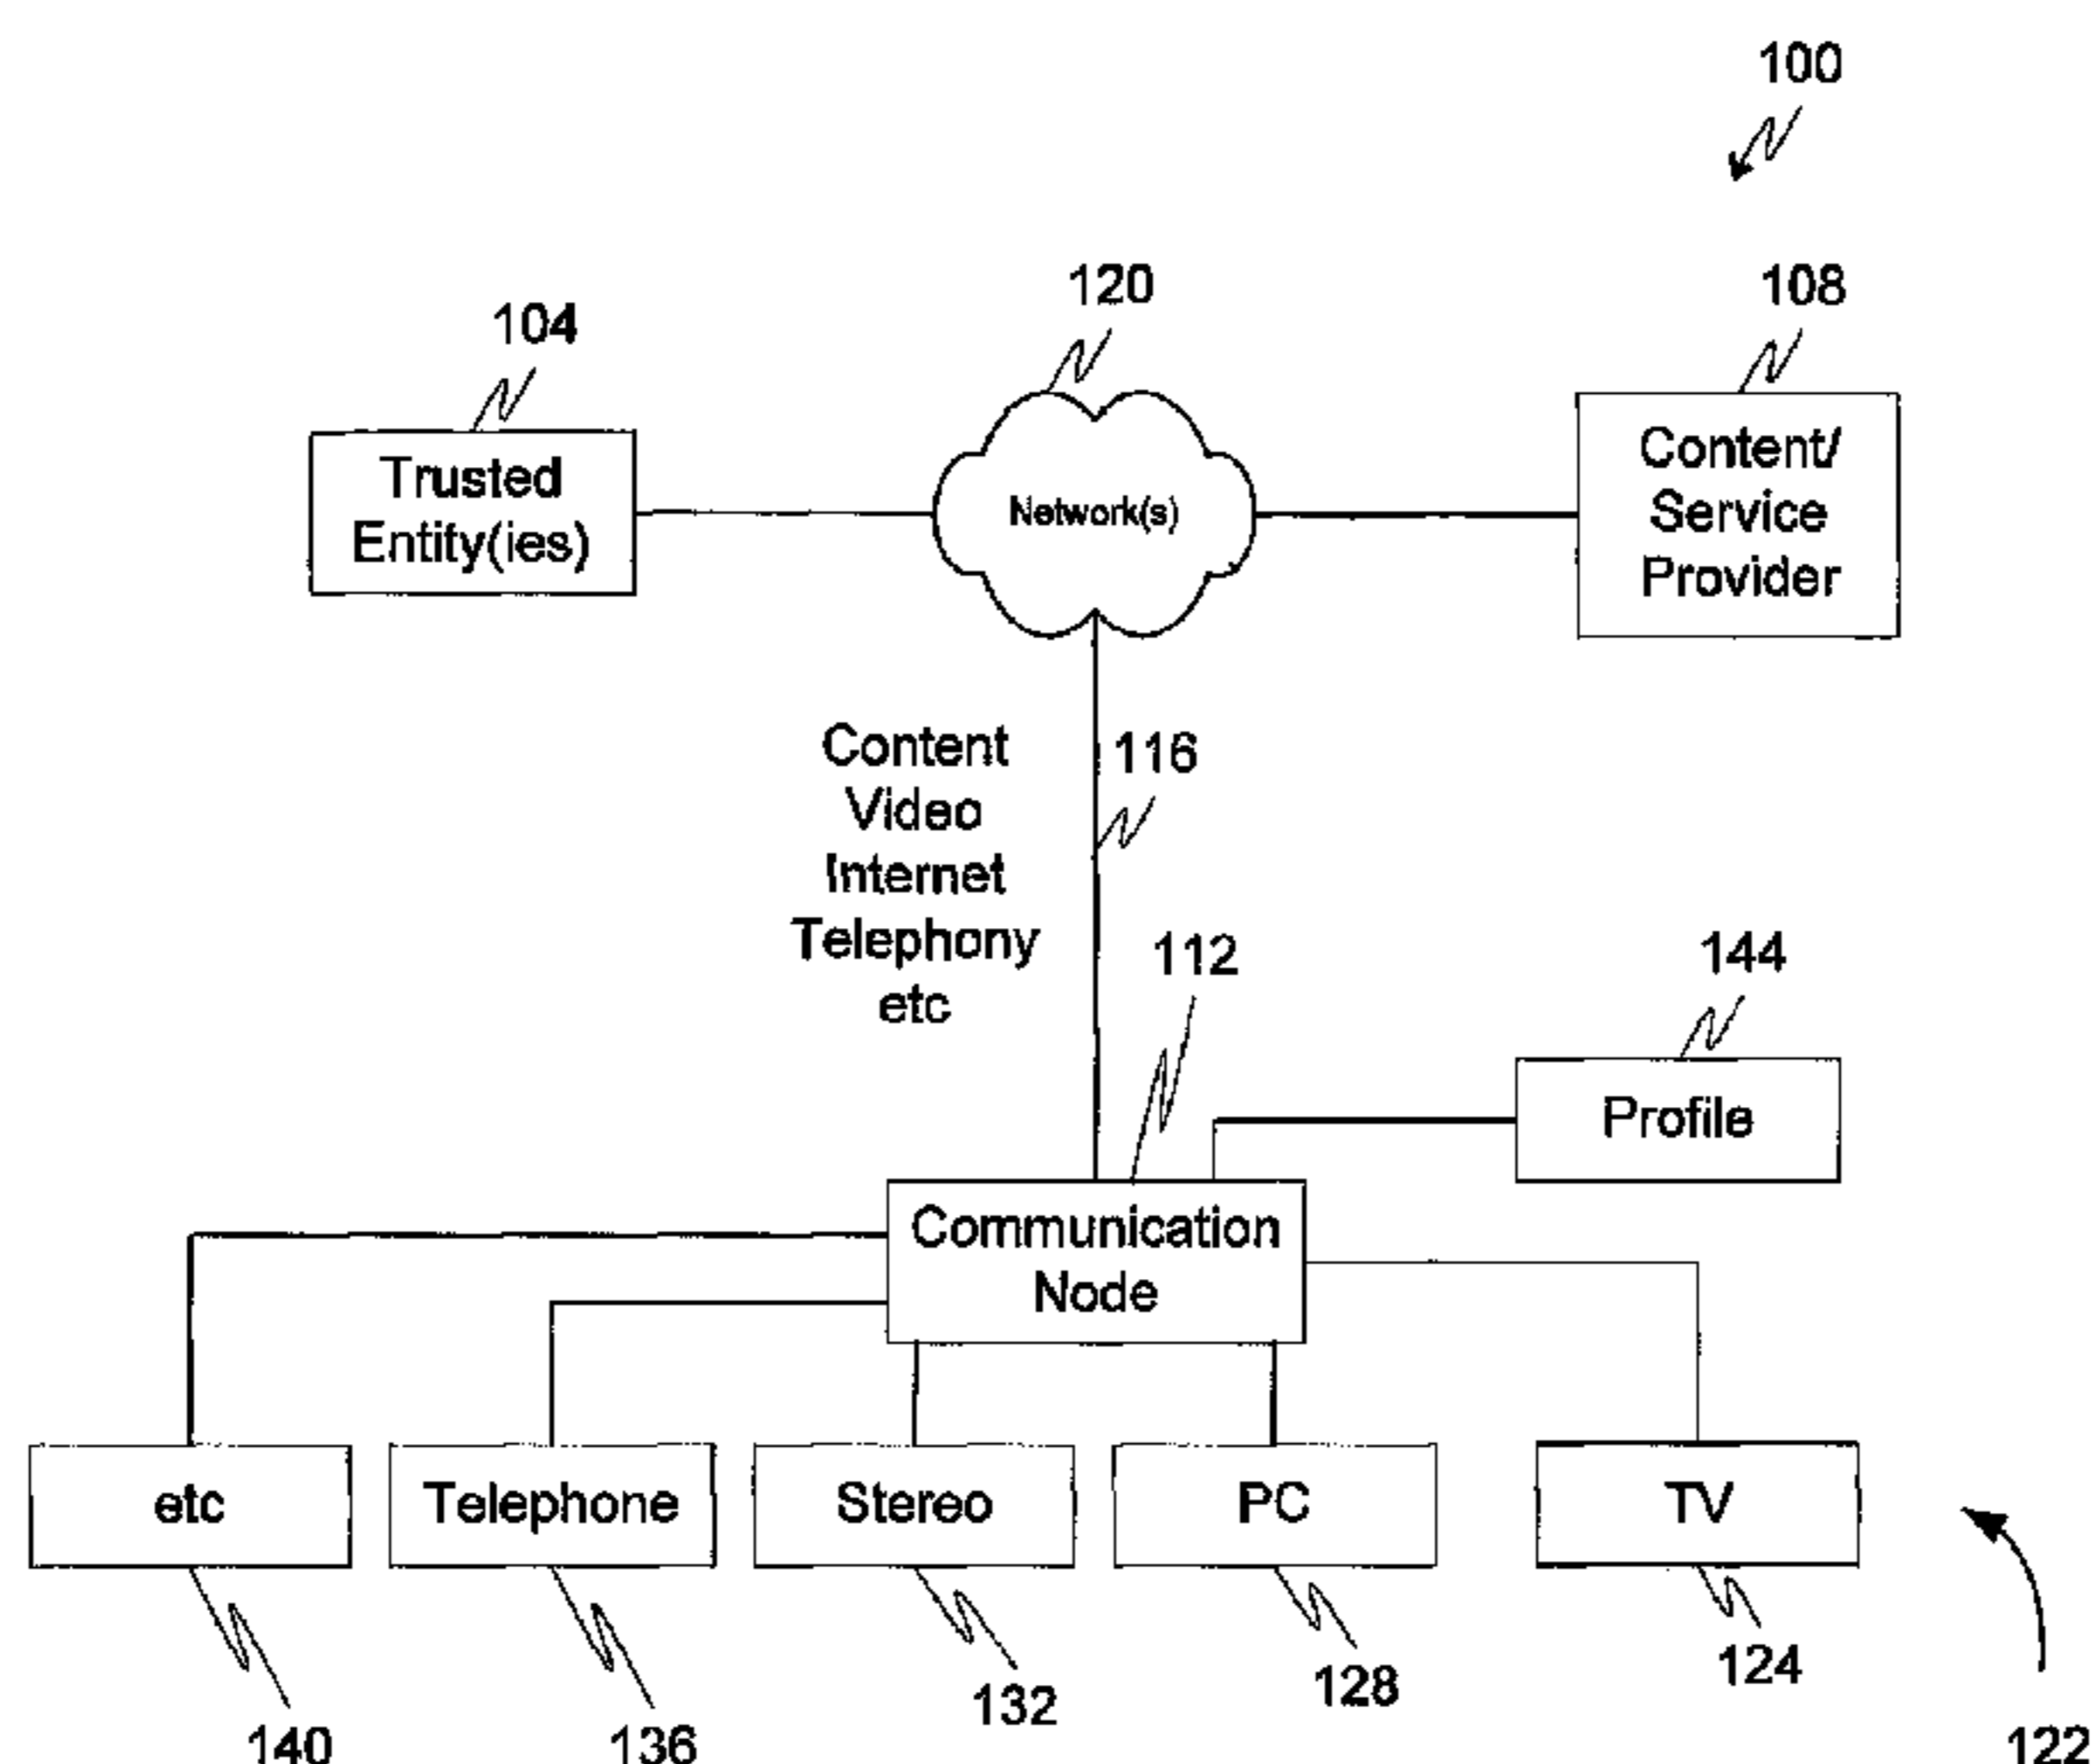 100
120
108
104
Trusted
Entity(ies)
Network(s)
Content/
Service
Provider
Content
Video
Internet
Telephony
etc
116
112
144
Profile
Communication
Node
etc
Telephone
Stereo
PC
TV
140
136
132
128
124
122